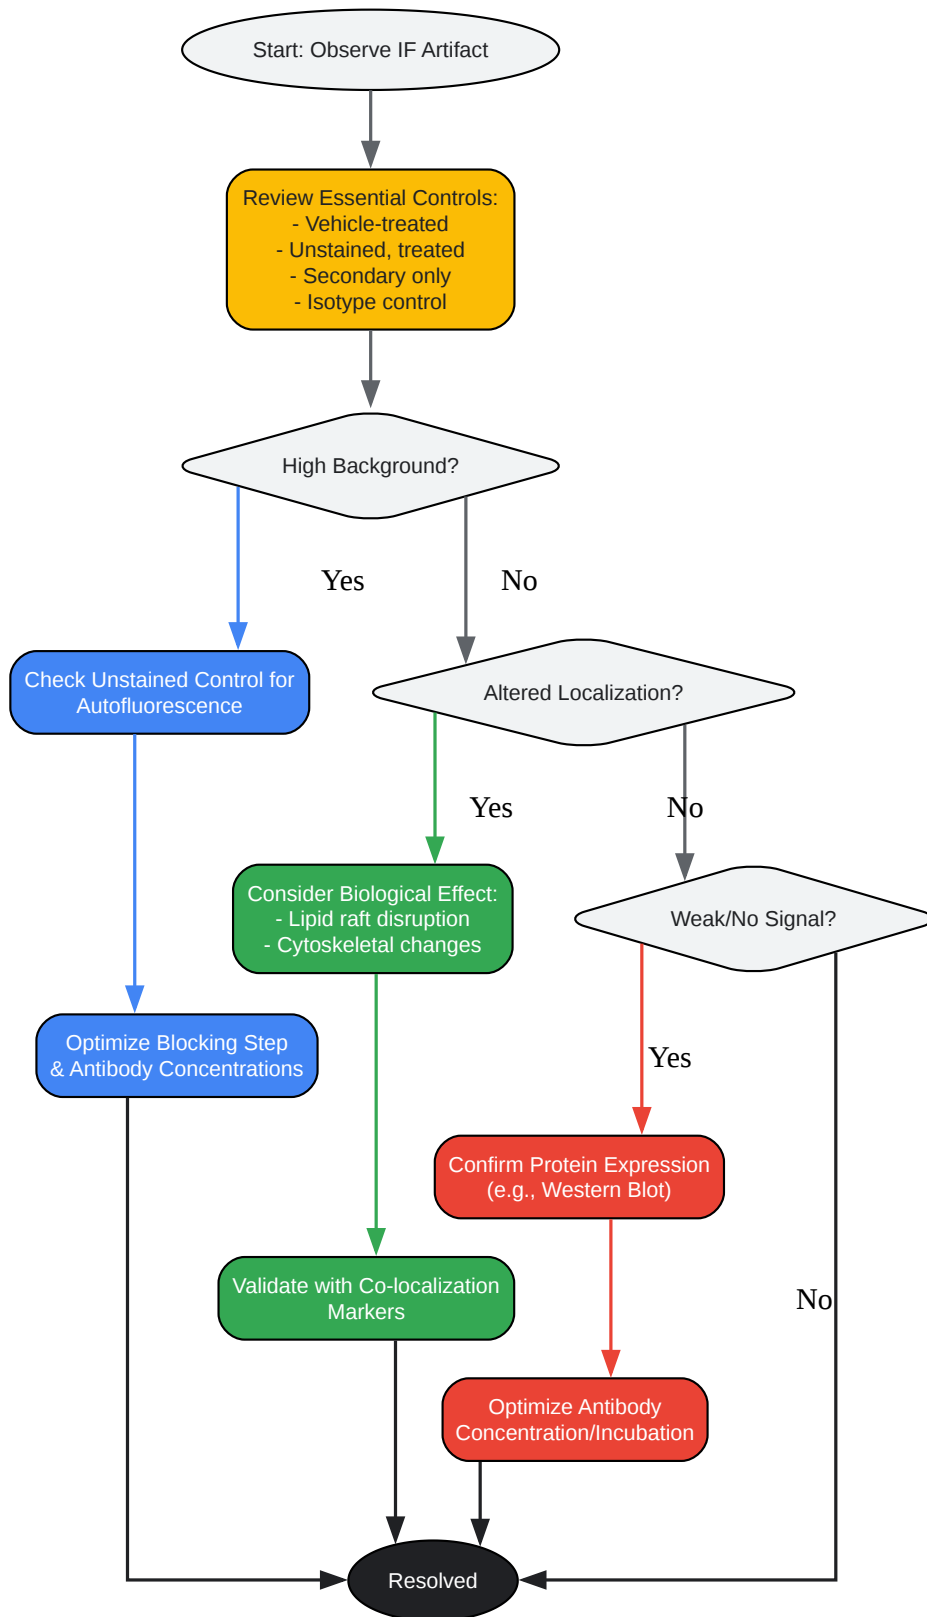 Start: Observe IF Artifact
Review Essential Controls:
- Vehicle-treated
- Unstained, treated
- Secondary only
- Isotype control
High Background?
Yes
No
Check Unstained Control for
Autofluorescence
Altered Localization?
Yes
No
Consider Biological Effect:
- Lipid raft disruption
- Cytoskeletal changes
Weak/No Signal?
Optimize Blocking Step
& Antibody Concentrations
Yes
Confirm Protein Expression
(e.g., Western Blot)
Validate with Co-localization
Markers
No
Optimize Antibody
Concentration/Incubation
Resolved